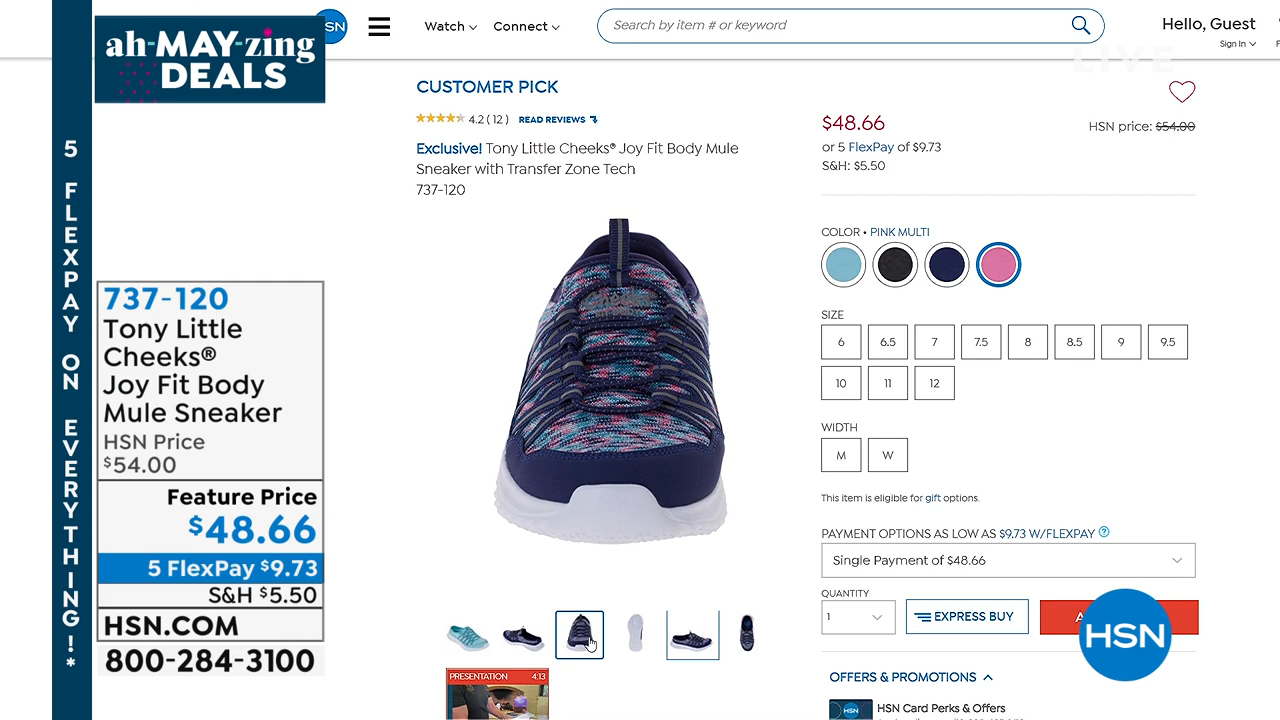 ah-MAY-zing
DEALS
SN
Watch
Connect
Search by item # or keyword
Hello, Guest
Sign In
LIVE
5 FLEXPAY ON EVERYTHING!*
CUSTOMER PICK
4.2 ( 12 ) READ REVIEWS
Exclusive! Tony Little Cheeks® Joy Fit Body Mule
Sneaker with Transfer Zone Tech
737-120
$48.66
HSN price: $54.00
or 5 FlexPay of $9.73
S&H: $5.50
COLOR • PINK MULTI
SIZE
6 6.5 7 7.5 8 8.5 9 9.5
10 11 12
WIDTH
M W
This item is eligible for gift options.
PAYMENT OPTIONS AS LOW AS $9.73 W/FLEXPAY ?
Single Payment of $48.66
QUANTITY
1
EXPRESS BUY
A
HSN
OFFERS & PROMOTIONS
HSN
HSN Card Perks & Offers
Cheeks
PRESENTATION 4:13
737-120
Tony Little
Cheeks®
Joy Fit Body
Mule Sneaker
HSN Price
$54.00
Feature Price
$48.66
5 FlexPay $9.73
S&H $5.50
HSN.COM
800-284-3100